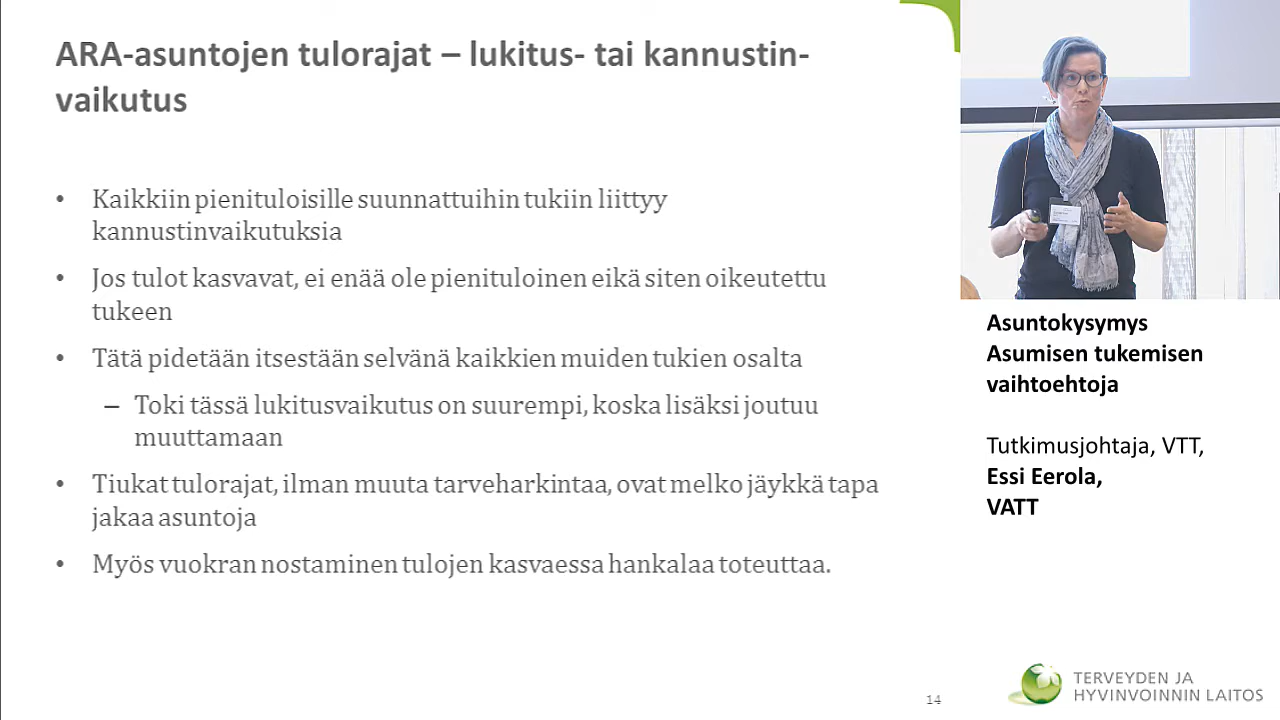 ARA-asuntojen tulorajat – lukitus- tai kannustin-
vaikutus
• Kaikkiin pienituloisille suunnattuihin tukiin liittyy
kannustinvaikutuksia
• Jos tulot kasvavat, ei enää ole pienituloinen eikä siten oikeutettu
tukeen
• Tätä pidetään itsestään selvänä kaikkien muiden tukien osalta
– Toki tässä lukitusvaikutus on suurempi, koska lisäksi joutuu
muuttamaan
• Tiukat tulorajat, ilman muuta tarveharkintaa, ovat melko jäykkä tapa
jakaa asuntoja
• Myös vuokran nostaminen tulojen kasvaessa hankalaa toteuttaa.
14
Asuntokysymys
Asumisen tukemisen
vaihtoehtoja
Tutkimusjohtaja, VTT,
Essi Eerola,
VATT
TERVEYDEN JA
HYVINVOINNIN LAITOS